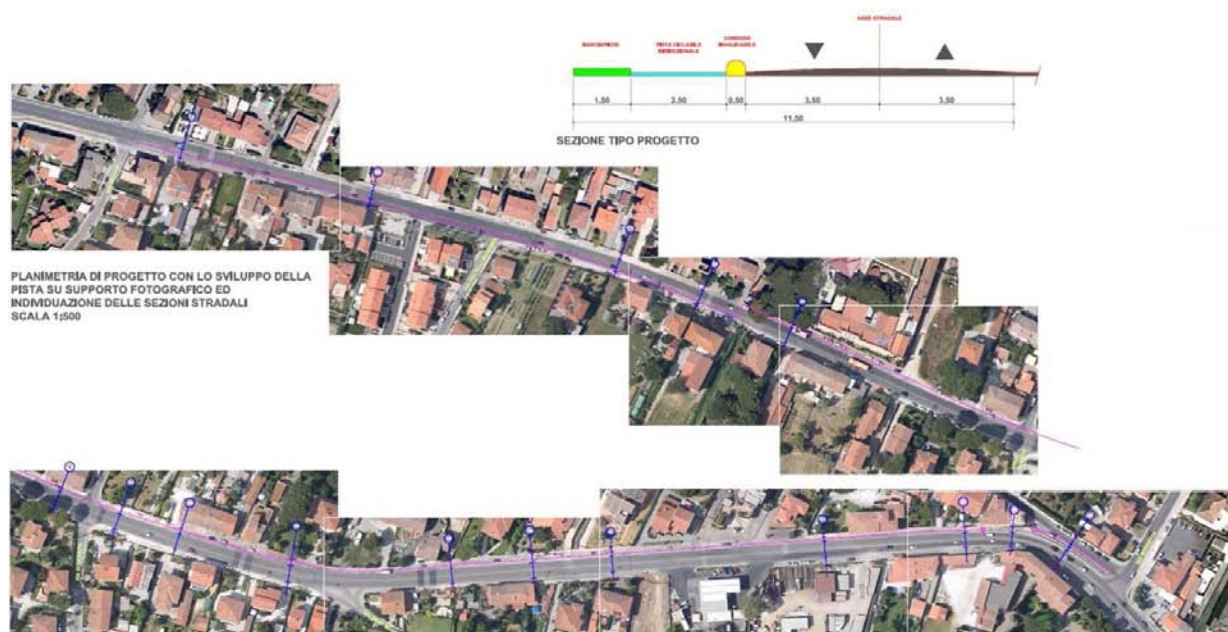 ASSE STRADALE
MARCIAPIEDE
PISTA CICLABILE
BIDIREZIONALE
CORDOLO
INVALICABILE
1,50
2,50
0,50
3,50
3,50
11,50
SEZIONE TIPO PROGETTO
PLANIMETRIA DI PROGETTO CON LO SVILUPPO DELLA
PISTA SU SUPPORTO FOTOGRAFICO ED
INDIVIDUAZIONE DELLE SEZIONI STRADALI
SCALA 1:500